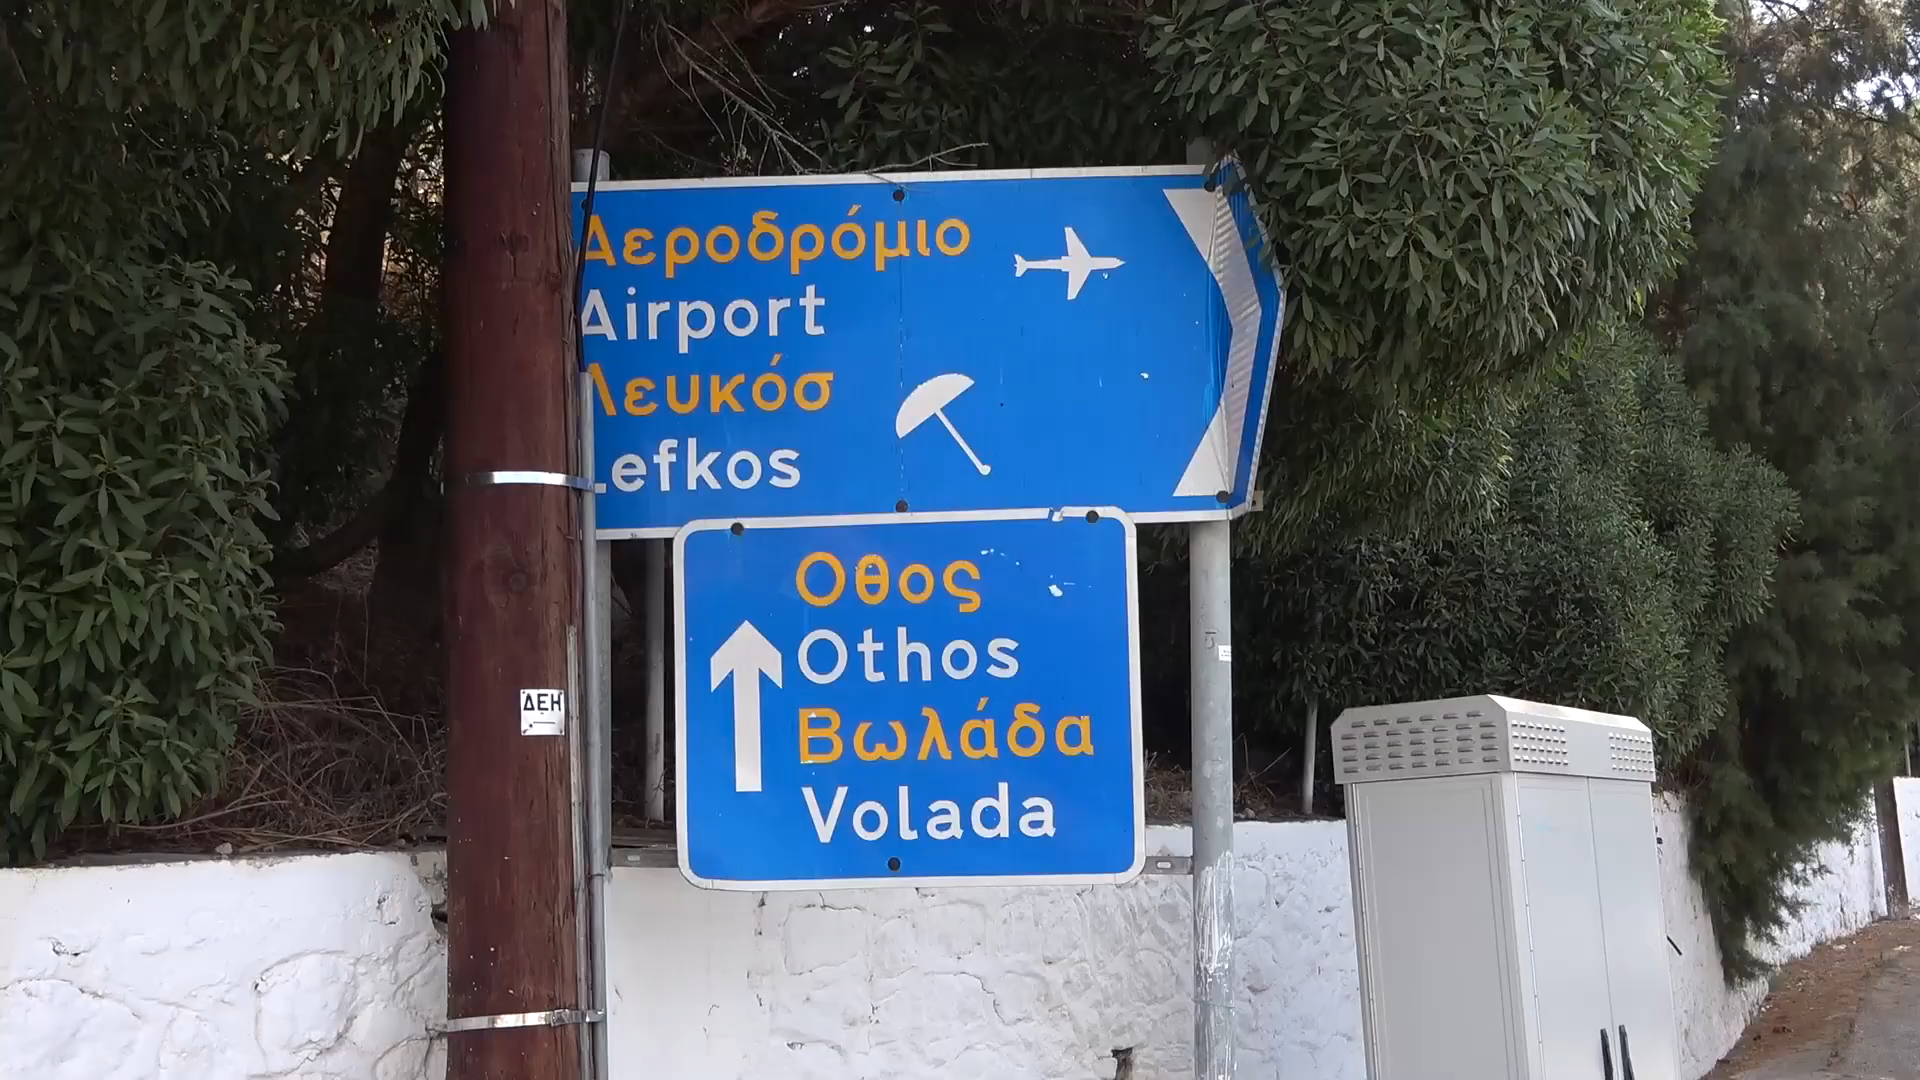 Αεροδρόμιο
Airport
Λευκόσ
Lefkos
Οθος
Othos
Βωλάδα
Volada
ΔΕΗ